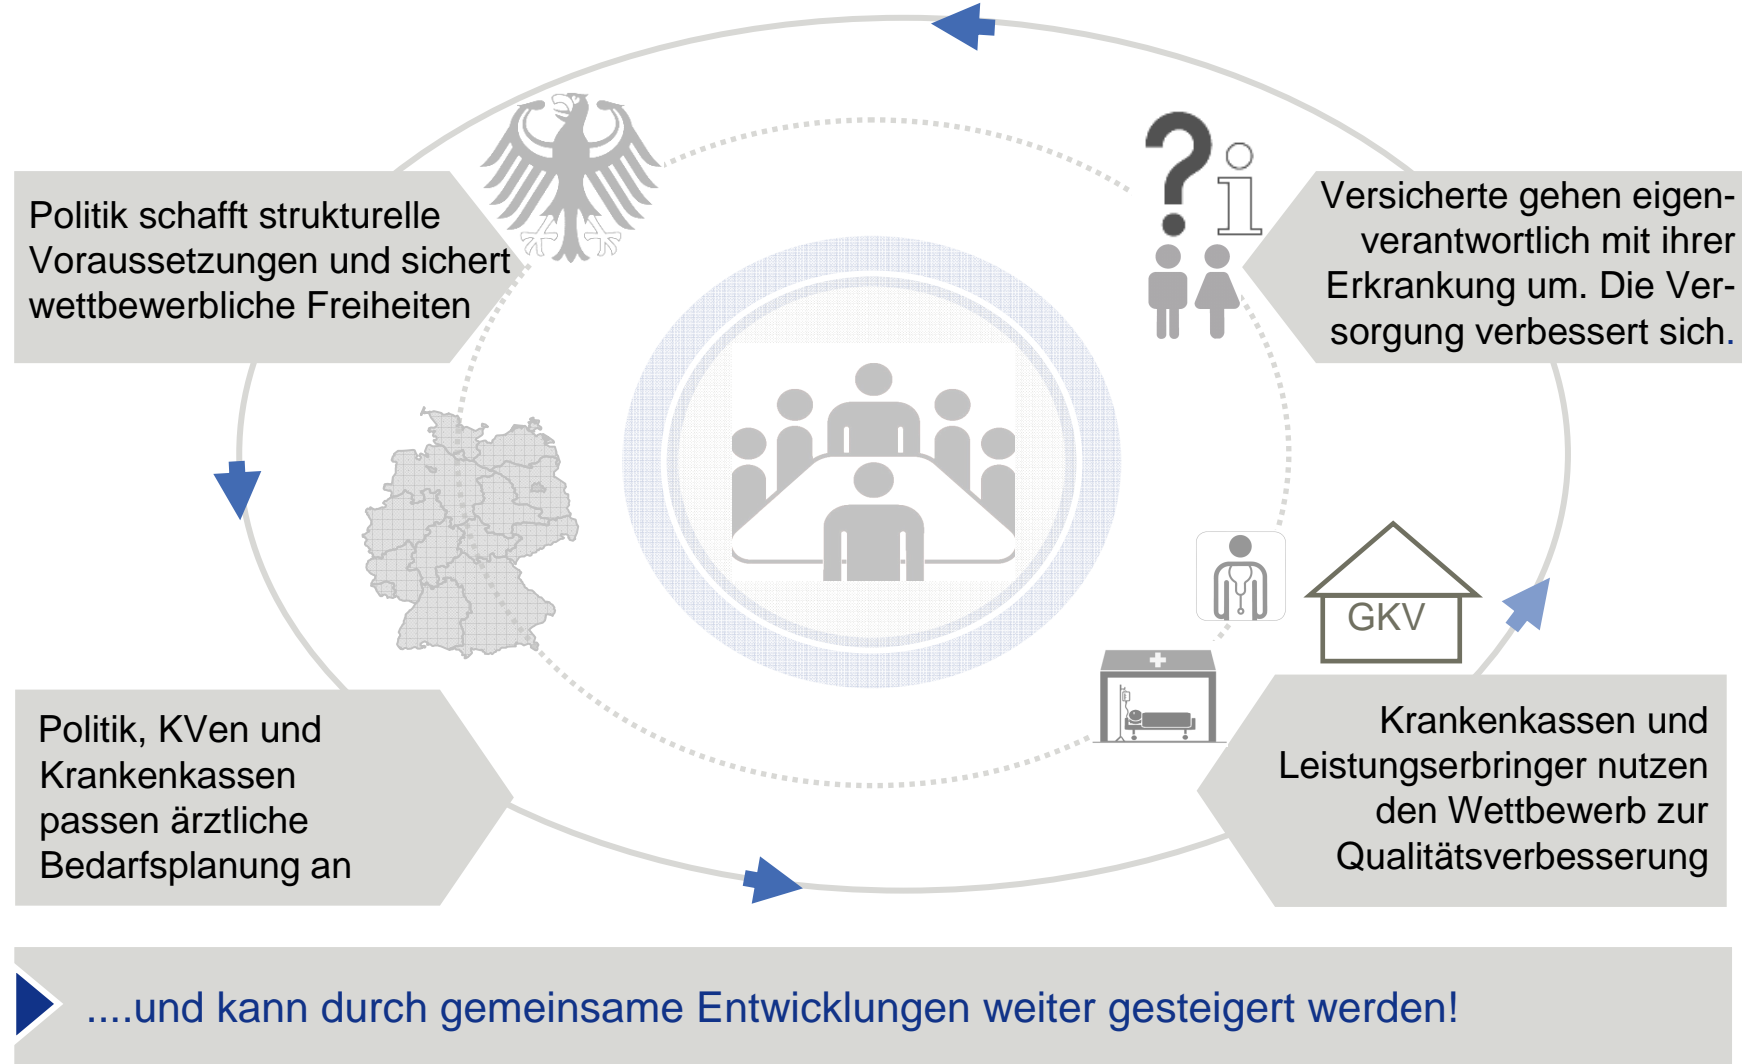 Politik schafft strukturelle
Voraussetzungen und sichert
wettbewerbliche Freiheiten
?
i
Versicherte gehen eigen-
verantwortlich mit ihrer
Erkrankung um. Die Ver-
sorgung verbessert sich.
Politik, KVen und
Krankenkassen
passen ärztliche
Bedarfsplanung an
GKV
Krankenkassen und
Leistungserbringer nutzen
den Wettbewerb zur
Qualitätsverbesserung
....und kann durch gemeinsame Entwicklungen weiter gesteigert werden!